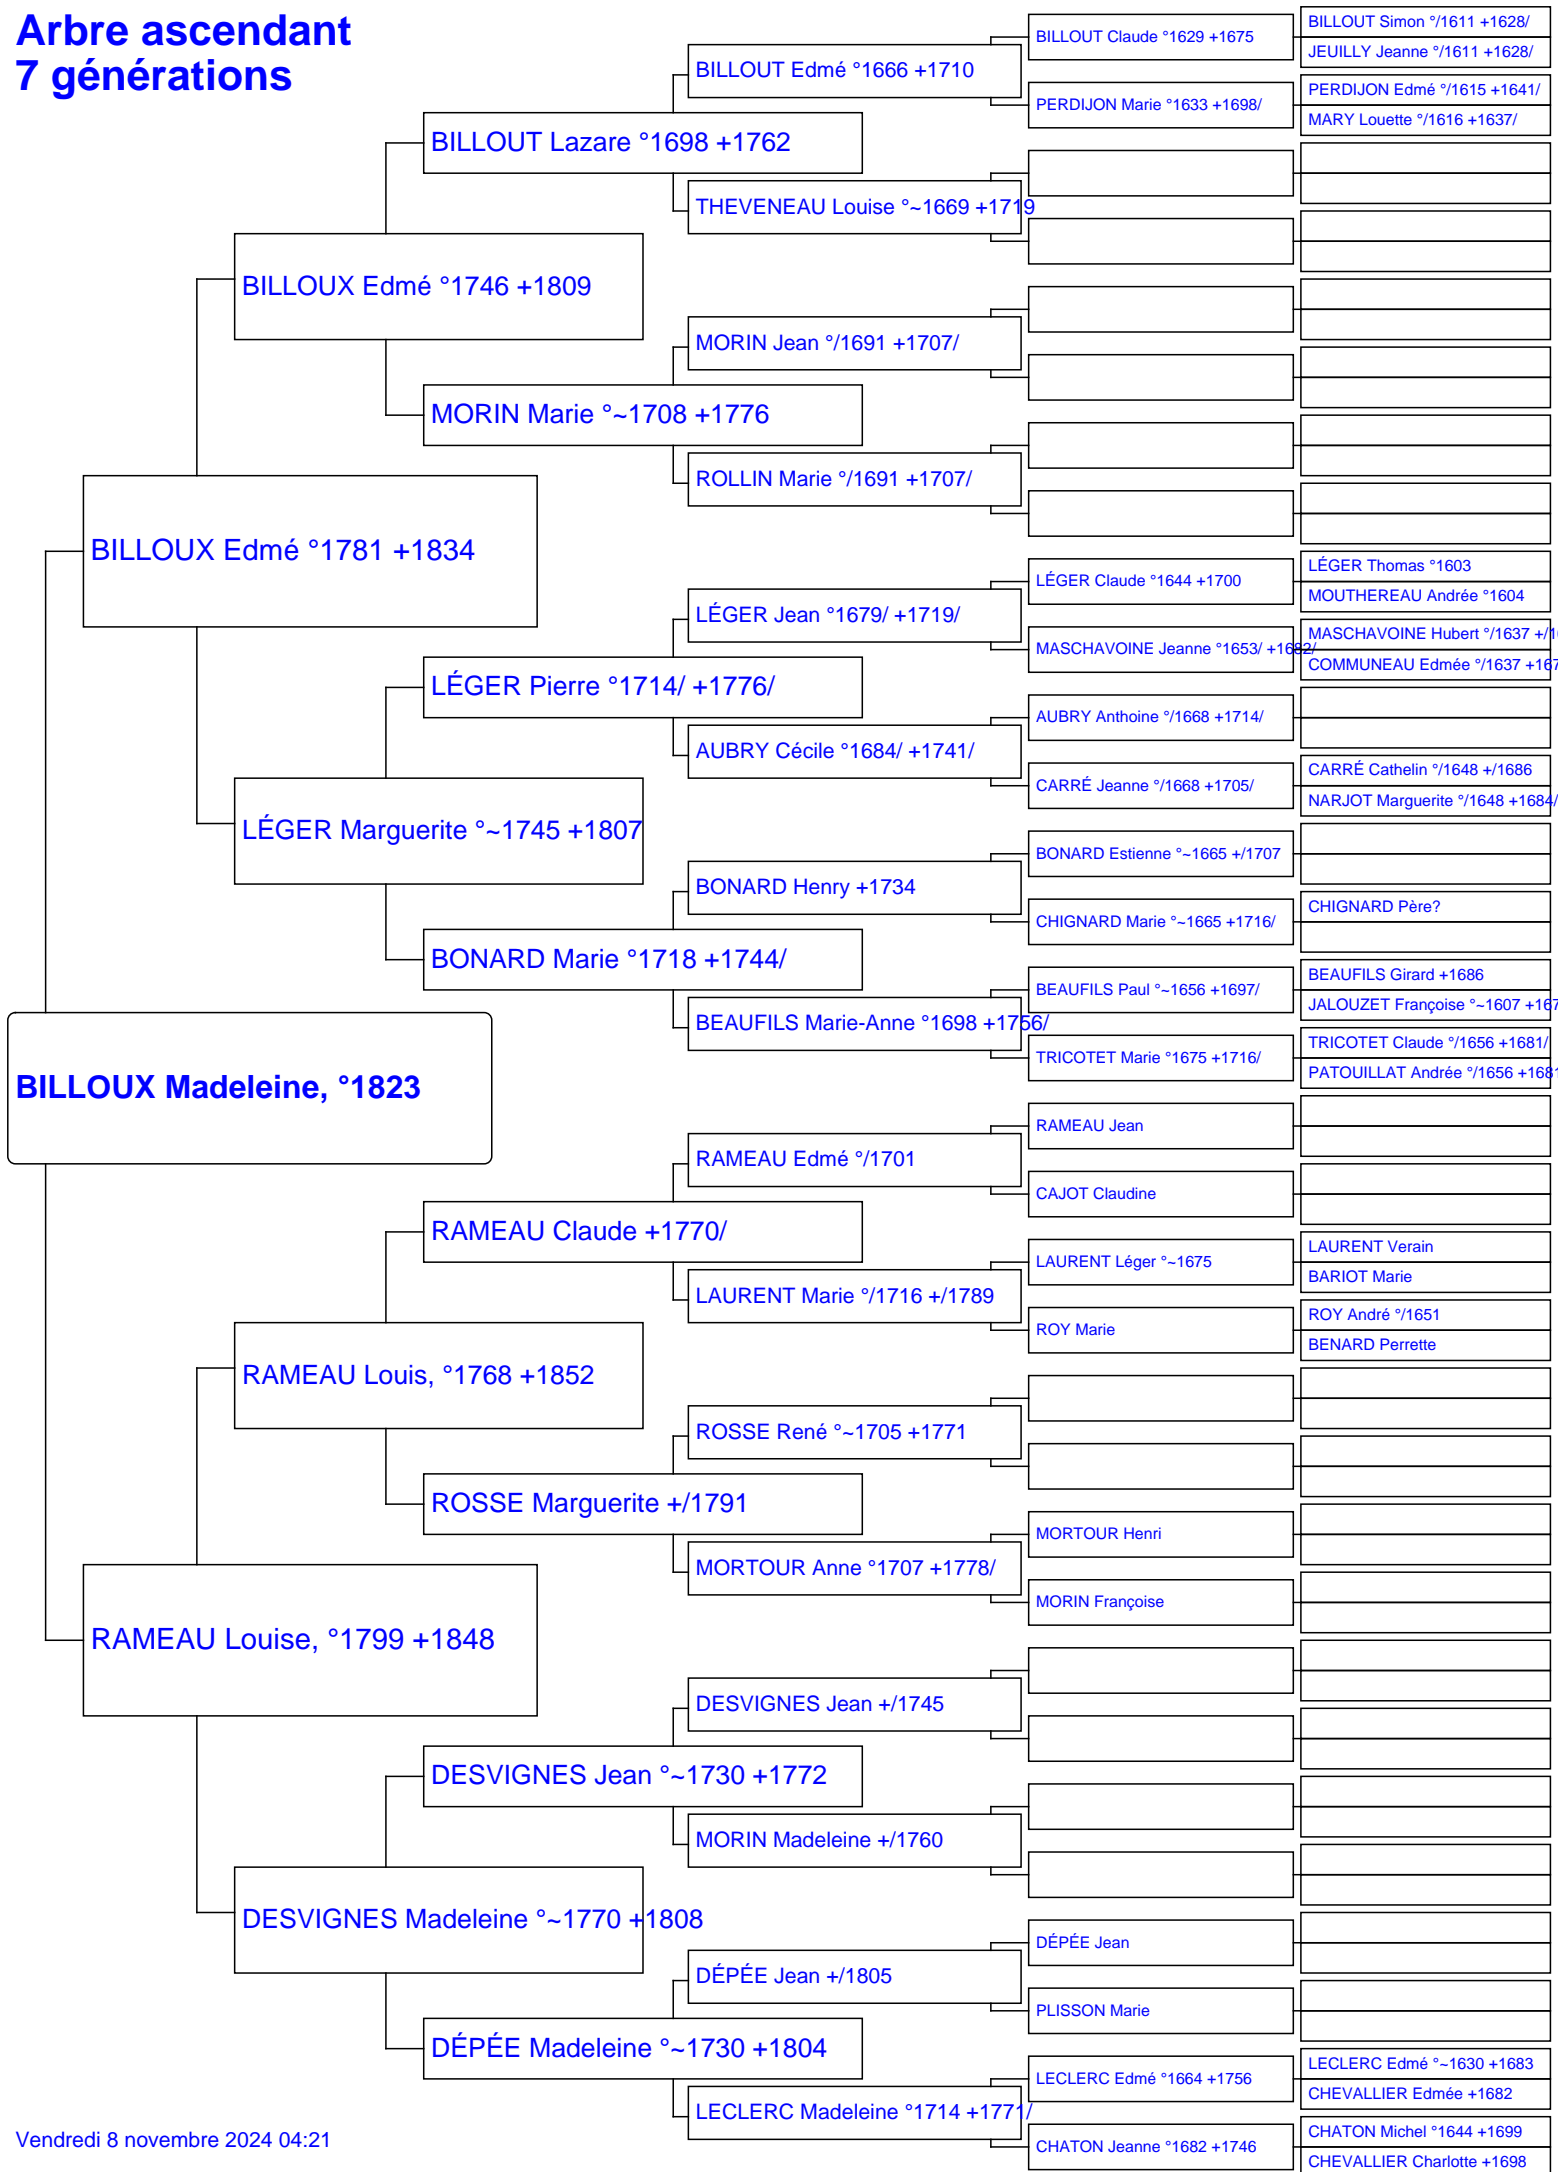 Arbre ascendant
7 générations
BILLOUX Madeleine, °1823
BILLOUX Edmé °1781 +1834
RAMEAU Louise, °1799 +1848
BILLOUX Edmé °1746 +1809
LÉGER Marguerite °~1745 +1807
RAMEAU Louis, °1768 +1852
DESVIGNES Madeleine °~1770 +1808
BILLOUT Lazare °1698 +1762
MORIN Marie °~1708 +1776
LÉGER Pierre °1714/ +1776/
BONARD Marie °1718 +1744/
RAMEAU Claude +1770/
ROSSE Marguerite +/1791
DESVIGNES Jean °~1730 +1772
DÉPÉE Madeleine °~1730 +1804
BILLOUT Edmé °1666 +1710
THEVENEAU Louise °~1669 +1719
MORIN Jean °/1691 +1707/
ROLLIN Marie °/1691 +1707/
LÉGER Jean °1679/ +1719/
AUBRY Cécile °1684/ +1741/
BONARD Henry +1734
BEAUFILS Marie-Anne °1698 +1756/
RAMEAU Edmé °/1701
LAURENT Marie °/1716 +/1789
ROSSE René °~1705 +1771
MORTOUR Anne °1707 +1778/
DESVIGNES Jean +/1745
MORIN Madeleine +/1760
DÉPÉE Jean +/1805
LECLERC Madeleine °1714 +1771/
BILLOUT Claude °1629 +1675
PERDIJON Marie °1633 +1698/
LÉGER Claude °1644 +1700
MASCHAVOINE Jeanne °1653/ +1682/
AUBRY Anthoine °/1668 +1714/
CARRÉ Jeanne °/1668 +1705/
BONARD Estienne °~1665 +/1707
CHIGNARD Marie °~1665 +1716/
BEAUFILS Paul °~1656 +1697/
TRICOTET Marie °1675 +1716/
RAMEAU Jean
CAJOT Claudine
LAURENT Léger °~1675
ROY Marie
MORTOUR Henri
MORIN Françoise
DÉPÉE Jean
PLISSON Marie
LECLERC Edmé °1664 +1756
CHATON Jeanne °1682 +1746
BILLOUT Simon °/1611 +1628/
JEUILLY Jeanne °/1611 +1628/
PERDIJON Edmé °/1615 +1641/
MARY Louette °/1616 +1637/
LÉGER Thomas °1603
MOUTHEREAU Andrée °1604
MASCHAVOINE Hubert °/1637
COMMUNEAU Edmée °/1637
CARRÉ Cathelin °/1648 +/1686
NARJOT Marguerite °/1648 +1684/
CHIGNARD Père?
BEAUFILS Girard +1686
JALOUZET Françoise °~1607
TRICOTET Claude °/1656 +1681/
PATOUILLAT Andrée °/1656 +1681
LAURENT Verain
BARIOT Marie
ROY André °/1651
BENARD Perrette
LECLERC Edmé °~1630 +1683
CHEVALLIER Edmée +1682
CHATON Michel °1644 +1699
CHEVALLIER Charlotte +1698
Vendredi 8 novembre 2024 04:21